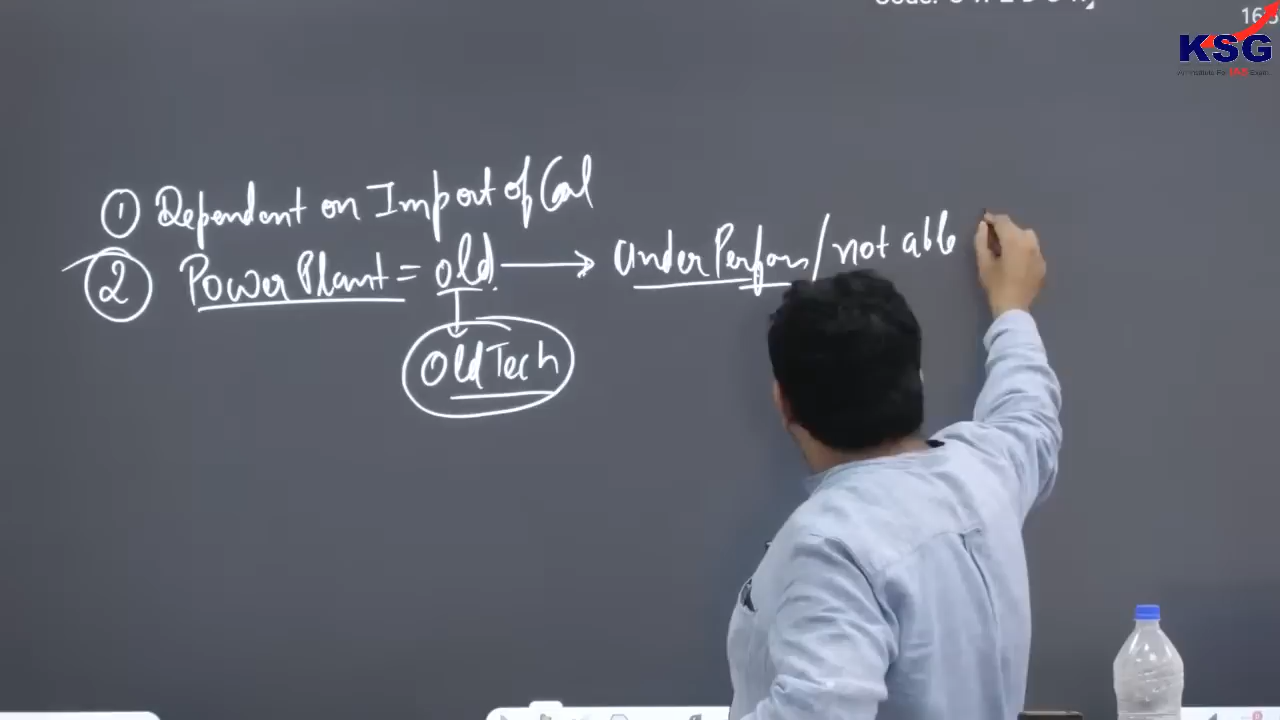 KSG
① Dependent on Import of Coal
② Power Plant = old → under Perform / not able
old Tech